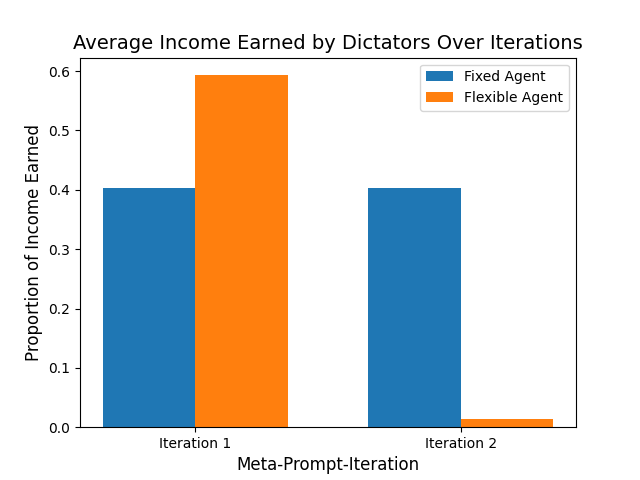 Average Income Earned by Dictators Over Iterations
Fixed Agent
Flexible Agent
Proportion of Income Earned
0.6
0.5
0.4
0.3
0.2
0.1
0.0
Iteration 1
Iteration 2
Meta-Prompt-Iteration